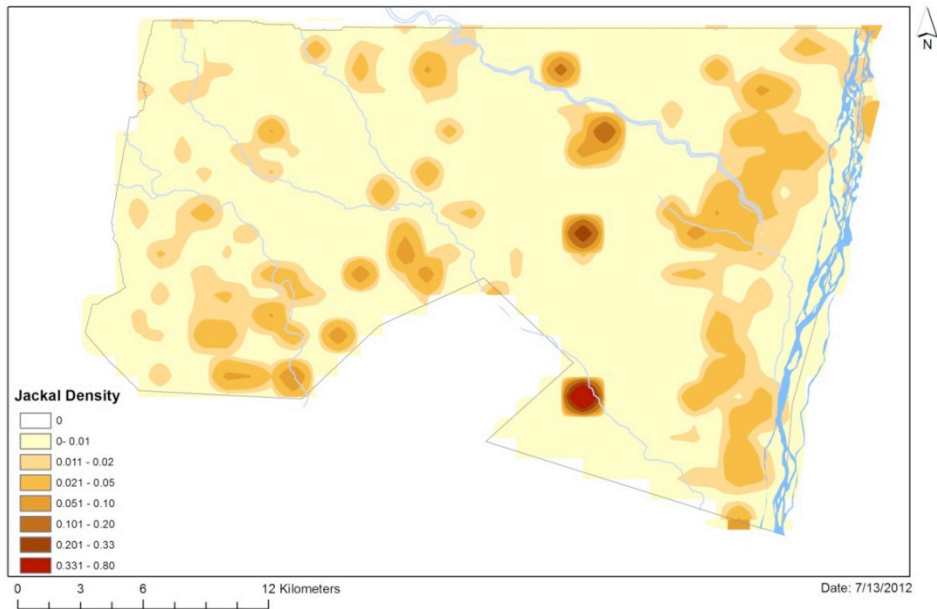 N
Jackal Density
0
0- 0.01
0.011 - 0.02
0.021 - 0.05
0.051 - 0.10
0.101 - 0.20
0.201 - 0.33
0.331 - 0.80
0 3 6 12 Kilometers
Date: 7/13/2012